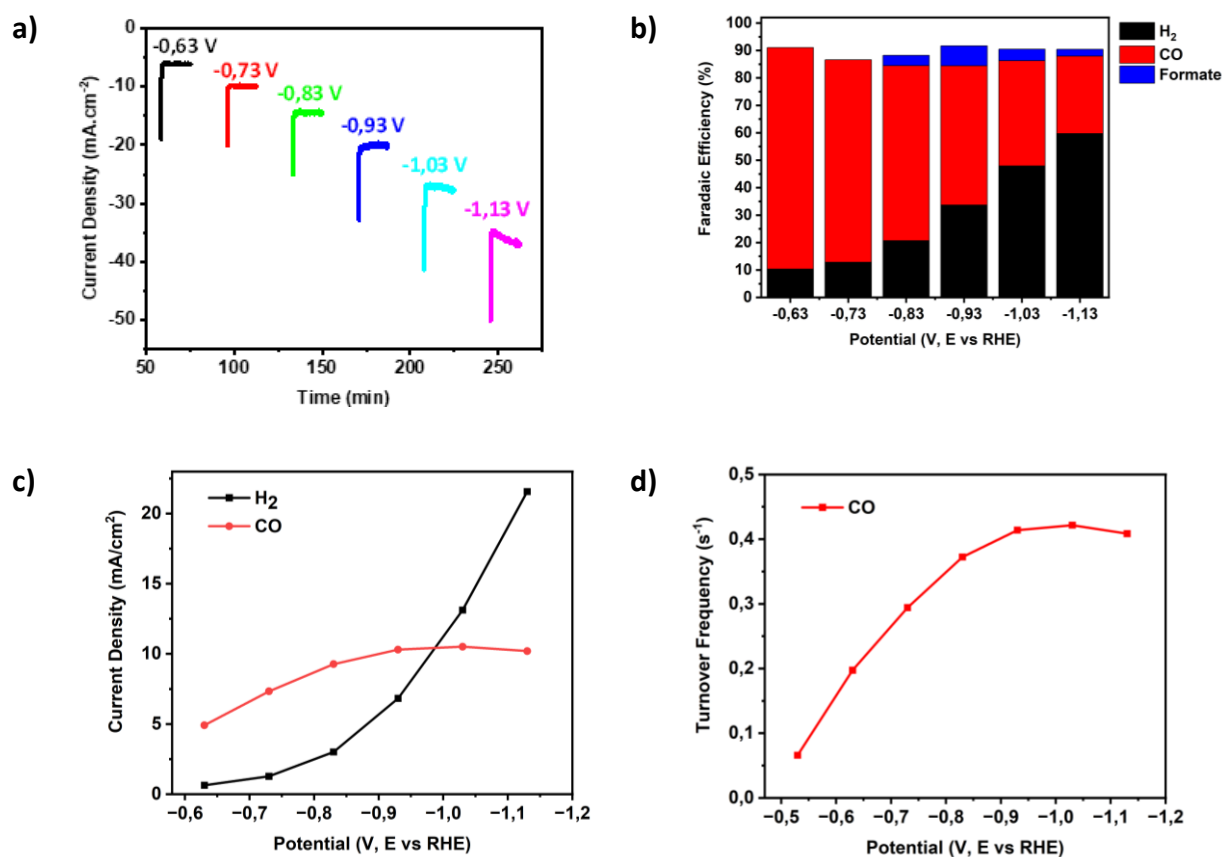 a)
0
-10
-20
-30
-40
-50
Current Density (mA.cm⁻²)
-0,63 V
-0,73 V
-0,83 V
-0,93 V
-1,03 V
-1,13 V
50
100
150
200
250
Time (min)
b)
100
90
80
70
60
50
40
30
20
10
0
Faradaic Efficiency (%)
H₂
CO
Formate
-0,63
-0,73
-0,83
-0,93
-1,03
-1,13
Potential (V, E vs RHE)
c)
20
15
10
5
0
Current Density (mA/cm²)
H₂
CO
−0,6
−0,7
−0,8
−0,9
−1,0
−1,1
−1,2
Potential (V, E vs RHE)
d)
0,5
0,4
0,3
0,2
0,1
0,0
Turnover Frequency (s⁻¹)
CO
−0,5
−0,6
−0,7
−0,8
−0,9
−1,0
−1,1
−1,2
Potential (V, E vs RHE)